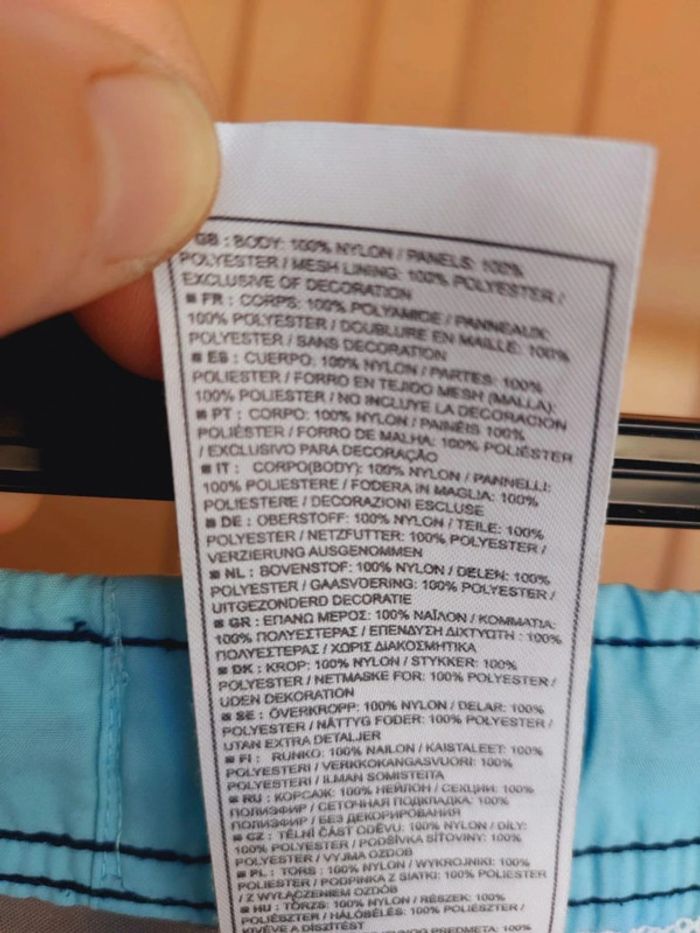 GB : BODY: 100% NYLON / PANELS: 100%
POLYESTER / MESH LINING: 100% POLYESTER /
EXCLUSIVE OF DECORATION
■ FR : CORPS: 100% POLYAMIDE / PANNEAUX:
100% POLYESTER / DOUBLURE EN MAILLE: 100%
POLYESTER / SANS DECORATION
■ ES : CUERPO: 100% NYLON / PARTES: 100%
POLIESTER / FORRO EN TEJIDO MESH (MALLA):
100% POLIESTER / NO INCLUYE LA DECORACION
■ PT : CORPO: 100% NYLON / PAINÉIS 100%
POLIÉSTER / FORRO DE MALHA: 100% POLIÉSTER
/ EXCLUSIVO PARA DECORAÇÃO
■ IT : CORPO(BODY): 100% NYLON / PANNELLI:
100% POLIESTERE / FODERA IN MAGLIA: 100%
POLIESTERE / DECORAZIONI ESCLUSE
■ DE : OBERSTOFF: 100% NYLON / TEILE: 100%
POLYESTER / NETZFUTTER: 100% POLYESTER /
VERZIERUNG AUSGENOMMEN
■ NL : BOVENSTOF: 100% NYLON / DELEN: 100%
POLYESTER / GAASVOERING: 100% POLYESTER /
UITGEZONDERD DECORATIE
■ GR : ΕΠΑΝΩ ΜΕΡΟΣ: 100% ΝΑΪΛΟΝ / ΚΟΜΜΑΤΙΑ:
100% ΠΟΛΥΕΣΤΕΡΑΣ / ΕΠΕΝΔΥΣΗ ΔΙΧΤΥΩΤΗ : 100%
ΠΟΛΥΕΣΤΕΡΑΣ / ΧΩΡΙΣ ΔΙΑΚΟΣΜΗΤΙΚΑ
■ DK : KROP: 100% NYLON / STYKKER: 100%
POLYESTER / NETMASKE FOR: 100% POLYESTER /
UDEN DEKORATION
■ SE : ÖVERKROPP: 100% NYLON / DELAR: 100%
POLYESTER / NÄTTYG FODER: 100% POLYESTER /
UTAN EXTRA DETALJER
■ FI : RUNKO: 100% NAILON / KAISTALEET: 100%
POLYESTERI / VERKKOKANGASVUORI: 100%
POLYESTERI / ILMAN SOMISTEITA
■ RU : КОРСАЖ: 100% НЕЙЛОН / СЕКЦИИ: 100%
ПОЛИЭФИР / СЕТОЧНАЯ ПОДКЛАДКА: 100%
ПОЛИЭФИР / БЕЗ ДЕКОРИРОВАНИЯ
■ CZ : TĚLNÍ ČÁST ODĚVU: 100% NYLON / DÍLY:
100% POLYESTER / PODŠÍVKA SÍŤOVINY: 100%
POLYESTER / VYJMA OZDOB
■ PL : TORS : 100% NYLON / WYKROJNIKI: 100%
POLIESTER / PODPINKA Z SIATKI: 100% POLIESTER
/ Z WYŁĄCZENIEM OZDÓB
■ HU : TÖRZS: 100% NYLON / RÉSZEK: 100%
POLIÉSZTER / HÁLÓBÉLÉS: 100% POLIÉSZTER /
KIVÉVE A DÍSZÍTÉST